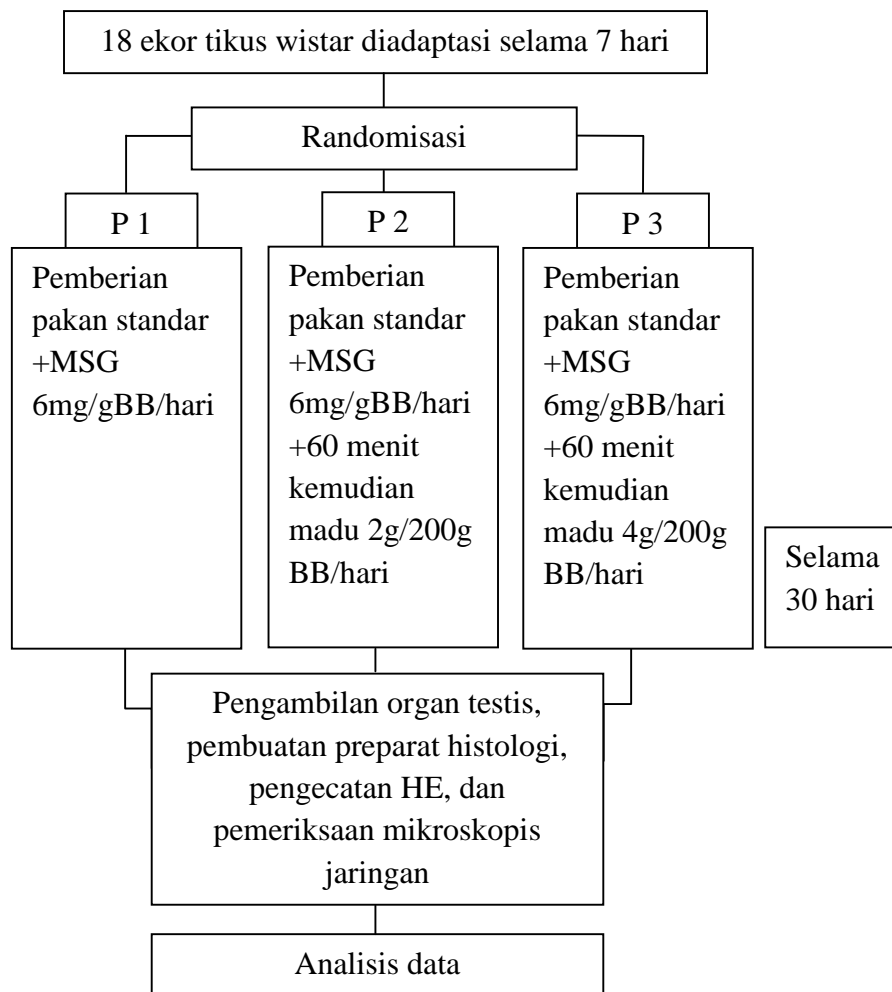 18 ekor tikus wistar diadaptasi selama 7 hari
Randomisasi
P 1
Pemberian
pakan standar
+MSG
6mg/gBB/hari
P 2
Pemberian
pakan standar
+MSG
6mg/gBB/hari
+60 menit
kemudian
madu 2g/200g
BB/hari
P 3
Pemberian
pakan standar
+MSG
6mg/gBB/hari
+60 menit
kemudian
madu 4g/200g
BB/hari
Selama
30 hari
Pengambilan organ testis,
pembuatan preparat histologi,
pengecatan HE, dan
pemeriksaan mikroskopis
jaringan
Analisis data